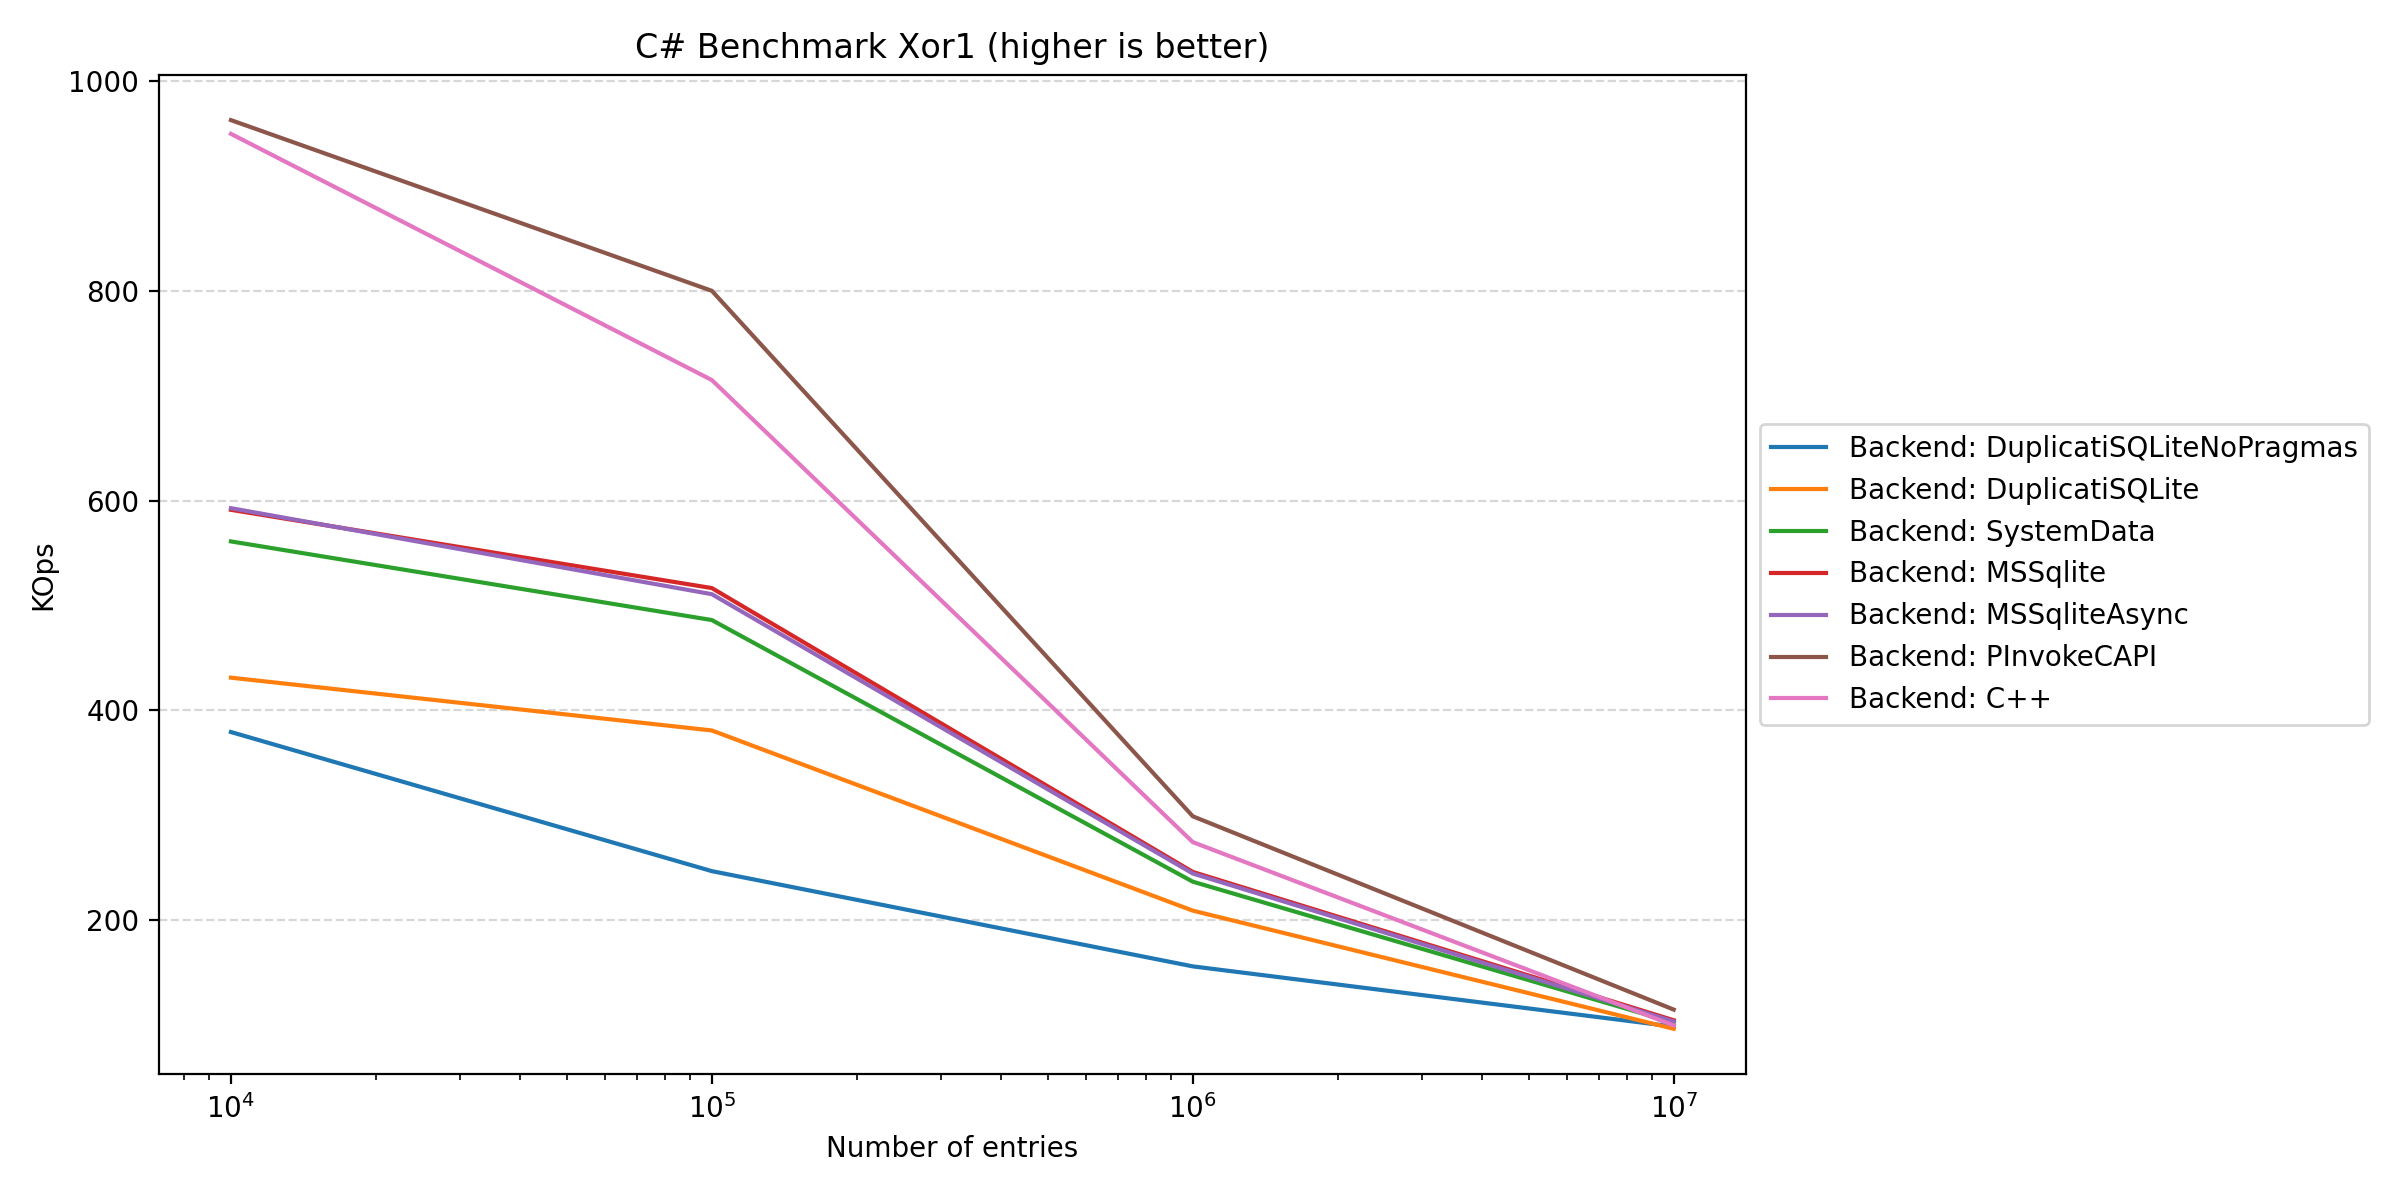 C# Benchmark Xor1 (higher is better)
1000
800
600
400
200
KOps
10⁴
10⁵
10⁶
10⁷
Number of entries
Backend: DuplicatiSQLiteNoPragmas
Backend: DuplicatiSQLite
Backend: SystemData
Backend: MSSqlite
Backend: MSSqliteAsync
Backend: PInvokeCAPI
Backend: C++